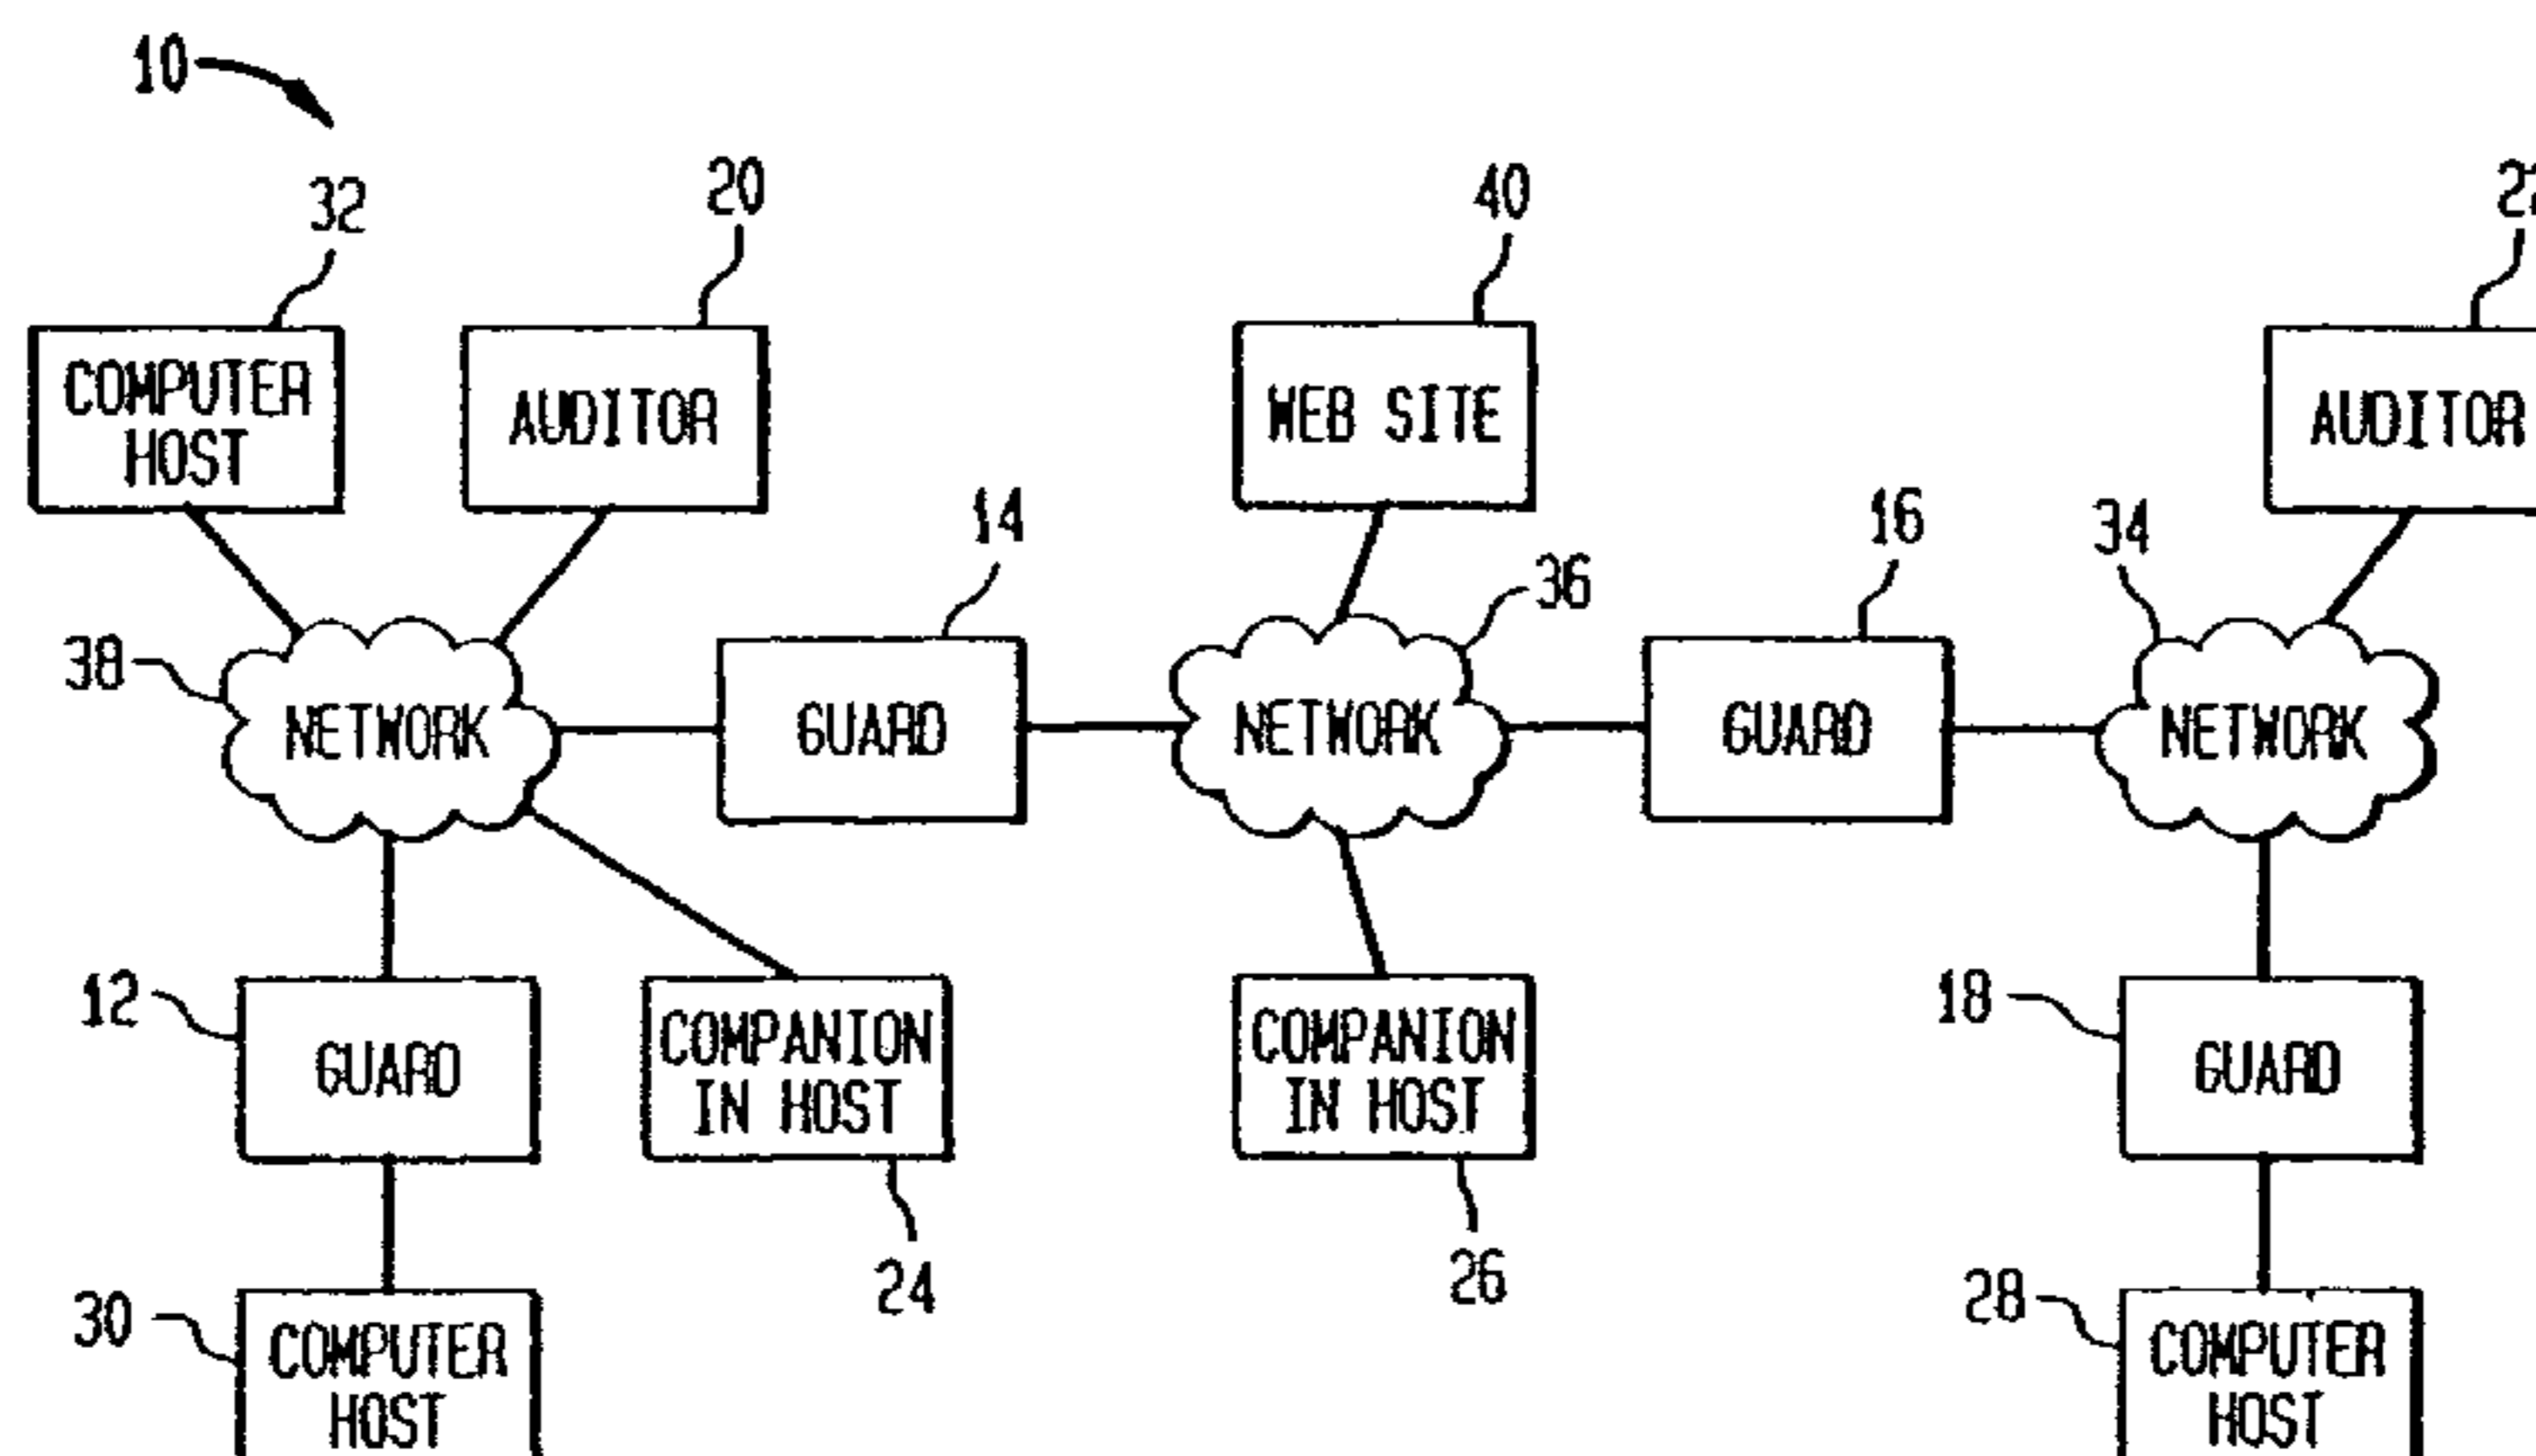 10
32
20
40
22
COMPUTER
HOST
AUDITOR
WEB SITE
AUDITOR
14
16
34
36
38
NETWORK
GUARD
NETWORK
GUARD
NETWORK
12
GUARD
COMPANION
IN HOST
COMPANION
IN HOST
18
GUARD
24
26
30
COMPUTER
HOST
28
COMPUTER
HOST